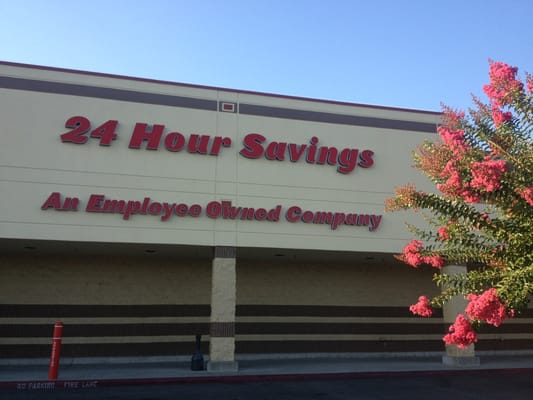 24 Hour Savings
An Employee Owned Company
NO PARKING FIRE LANE